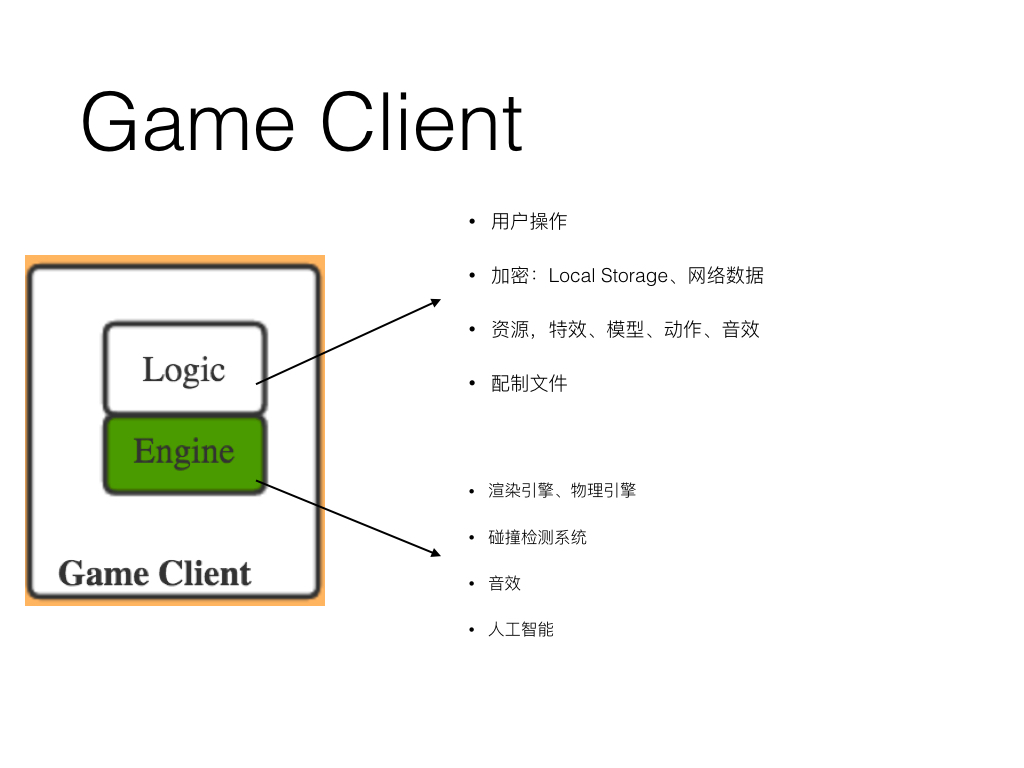 Game Client
• 用户操作
• 加密：Local Storage、网络数据
• 资源，特效、模型、动作、音效
• 配制文件
Logic
Engine
Game Client
• 渲染引擎、物理引擎
• 碰撞检测系统
• 音效
• 人工智能